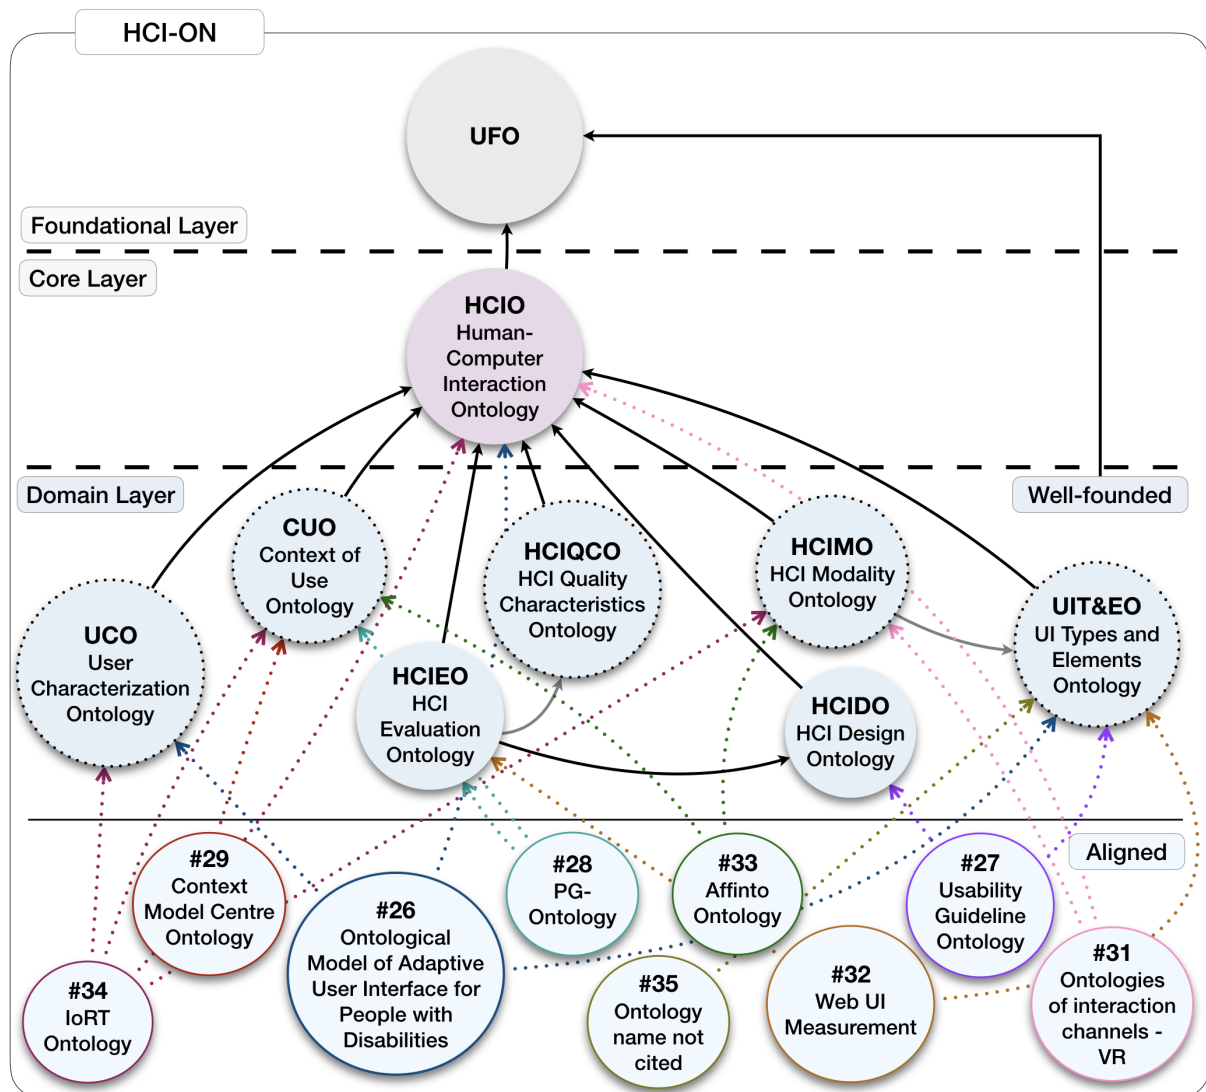 HCI-ON
UFO
Foundational Layer
Core Layer
HCIO
Human-
Computer
Interaction
Ontology
Domain Layer
Well-founded
CUO
Context of
Use
Ontology
HCIQCO
HCI Quality
Characteristics
Ontology
HCIMO
HCI Modality
Ontology
UIT&EO
UI Types and
Elements
Ontology
UCO
User
Characterization
Ontology
HCIEO
HCI
Evaluation
Ontology
HCIDO
HCI Design
Ontology
Aligned
#29
Context
Model Centre
Ontology
#28
PG-
Ontology
#33
Affinto
Ontology
#27
Usability
Guideline
Ontology
#26
Ontological
Model of Adaptive
User Interface for
People with
Disabilities
#34
IoRT
Ontology
#35
Ontology
name not
cited
#32
Web UI
Measurement
#31
Ontologies
of interaction
channels -
VR